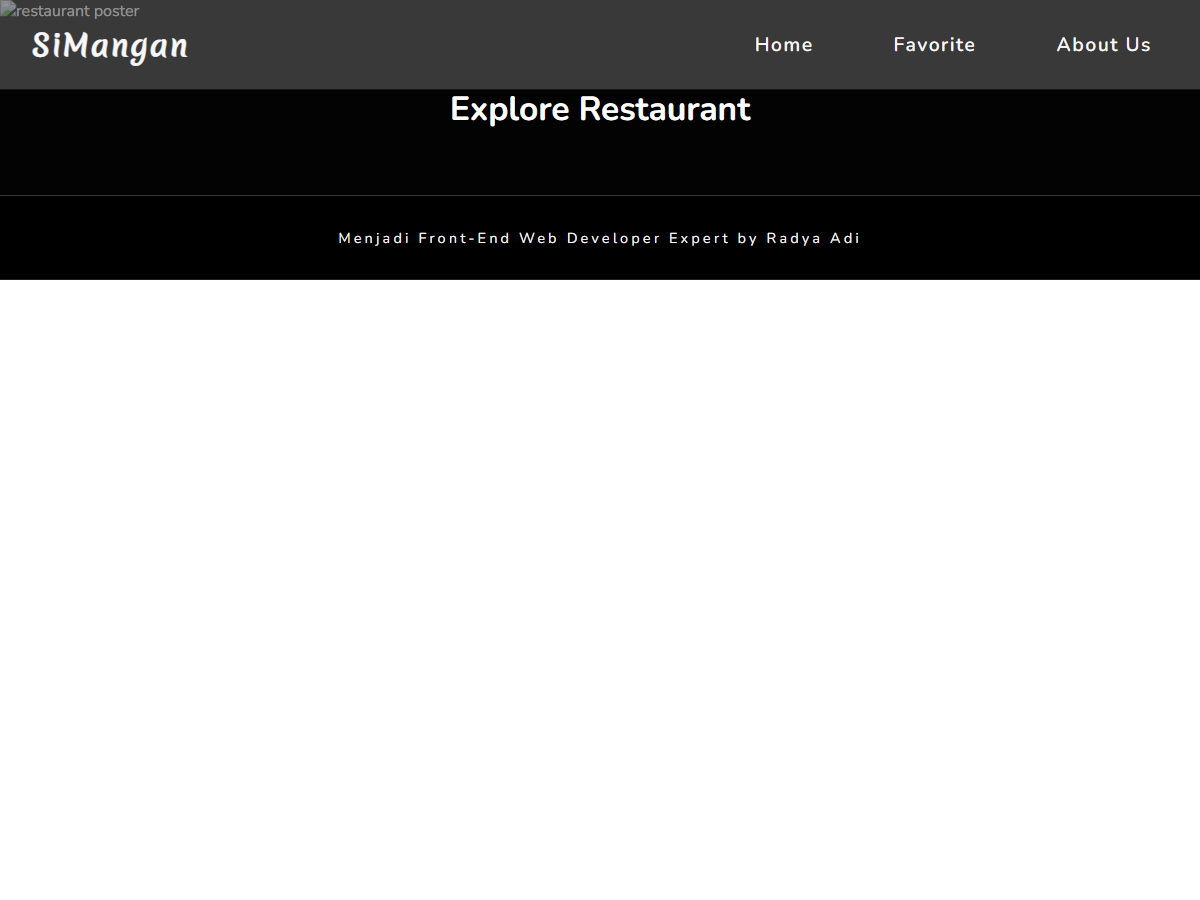 restaurant poster
SiMangan
Home
Favorite
About Us
Explore Restaurant
Menjadi Front-End Web Developer Expert by Radya Adi